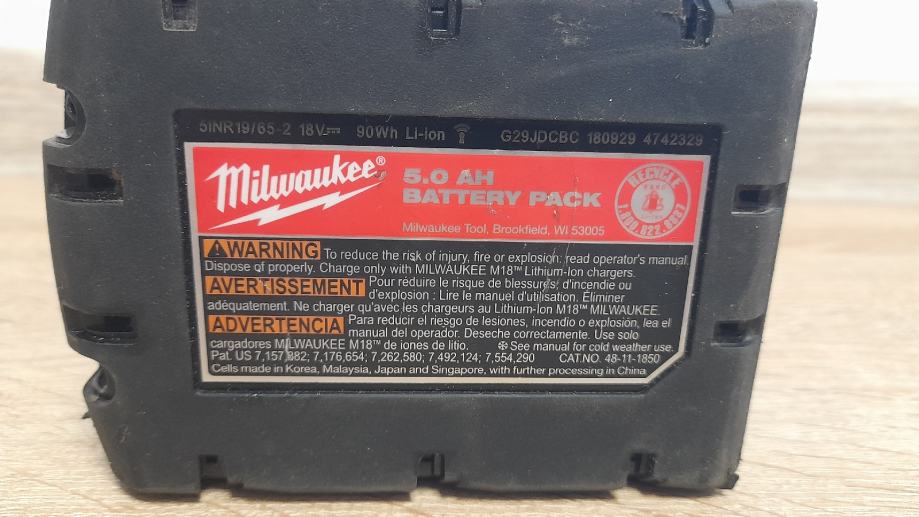 5INR19/65-2 18V⎓ 90Wh Li-ion G29JDCBC 180929 4742329
Milwaukee® 5.0 AH
BATTERY PACK
Milwaukee Tool, Brookfield, WI 53005
RECYCLE
1.800.822.8837
⚠WARNING To reduce the risk of injury, fire or explosion: read operator's manual.
Dispose of properly. Charge only with MILWAUKEE M18™ Lithium-Ion chargers.
AVERTISSEMENT Pour réduire le risque de blessures, d'incendie ou
d'explosion : Lire le manuel d'utilisation. Éliminer
adéquatement. Ne charger qu'avec les chargeurs au Lithium-Ion M18™ MILWAUKEE.
ADVERTENCIA Para reducir el riesgo de lesiones, incendio o explosión, lea el
manual del operador. Deseche correctamente. Use solo
cargadores MILWAUKEE M18™ de iones de litio. ❄ See manual for cold weather use.
Pat. US 7,157,882; 7,176,654; 7,262,580; 7,492,124; 7,554,290 CAT.NO. 48-11-1850
Cells made in Korea, Malaysia, Japan and Singapore, with further processing in China